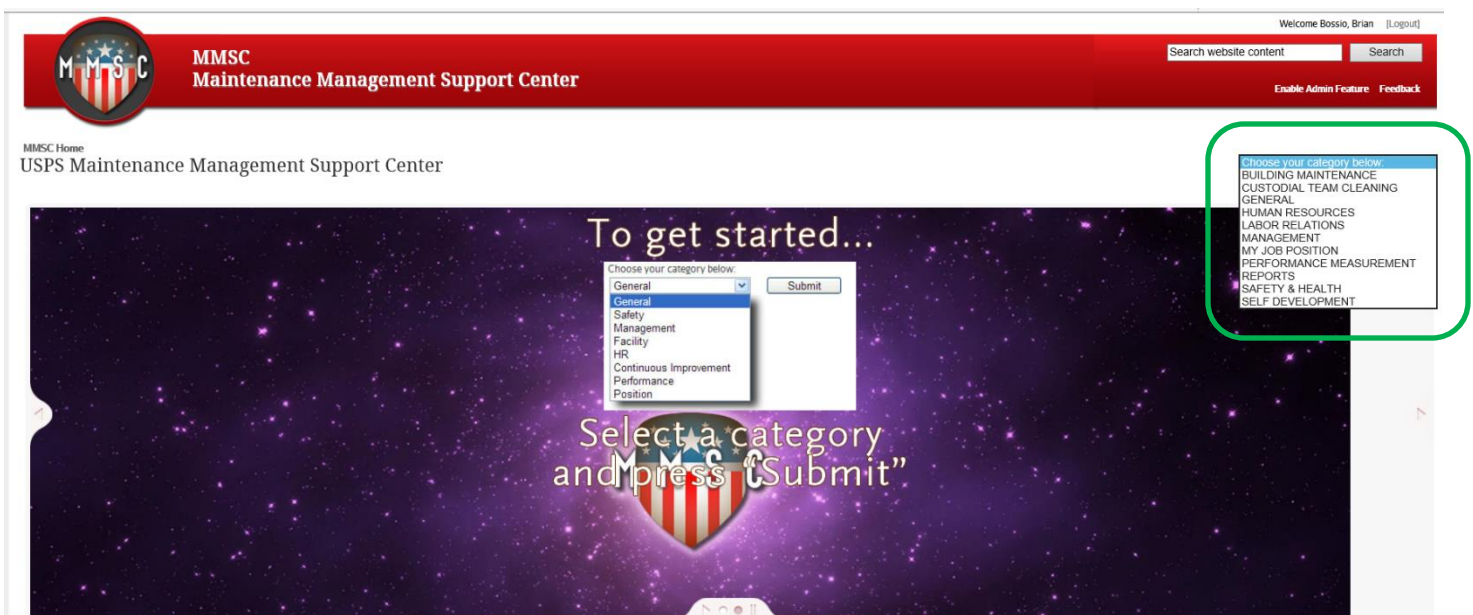 Welcome Bossio, Brian [Logout]
M M S C
MMSC
Maintenance Management Support Center
Search website content
Search
Enable Admin Feature Feedback
MMSC Home
USPS Maintenance Management Support Center
Choose your category below:
BUILDING MAINTENANCE
CUSTODIAL TEAM CLEANING
GENERAL
HUMAN RESOURCES
LABOR RELATIONS
MANAGEMENT
MY JOB POSITION
PERFORMANCE MEASUREMENT
REPORTS
SAFETY & HEALTH
SELF DEVELOPMENT
To get started...
Choose your category below:
General
Submit
General
Safety
Management
Facility
HR
Continuous Improvement
Performance
Position
Select a category
and press “Submit”
M M S C